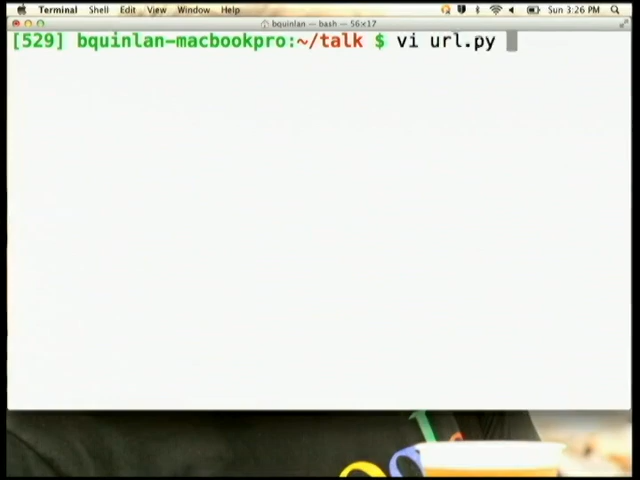 Terminal Shell Edit View Window Help Sun 3:26 PM
bquinlan — bash — 56×17
[529] bquinlan-macbookpro:~/talk $ vi url.py